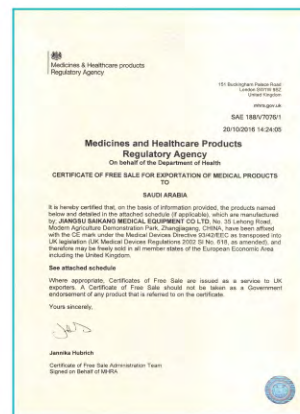 Medicines & Healthcare products
Regulatory Agency
151 Buckingham Palace Road
London SW1W 9SZ
United Kingdom
mhra.gov.uk
SAE 188/V7076/1
20/10/2016 14:24:05
Medicines and Healthcare Products
Regulatory Agency
On behalf of the Department of Health
CERTIFICATE OF FREE SALE FOR EXPORTATION OF MEDICAL PRODUCTS
TO
SAUDI ARABIA
It is hereby certified that, on the basis of information provided, the products named
below and detailed in the attached schedule (if applicable), which are manufactured
by JIANGSU SAIKANG MEDICAL EQUIPMENT CO LTD, No. 35 Lehong Road,
Modern Agriculture Demonstration Park, Zhangjiagang, CHINA, have been affixed
with the CE mark under the Medical Devices Directive 93/42/EEC as transposed into
UK legislation (UK Medical Devices Regulations 2002 SI No. 618, as amended), and
therefore may be freely sold in all member states of the European Economic Area
including the United Kingdom.
See attached schedule
Where appropriate, Certificates of Free Sale are issued as a service to UK
exporters. A Certificate of Free Sale should not be taken as a Government
endorsement of any product that is referred to on the certificate.
Yours sincerely,
Jannika Hubrich
Certificate of Free Sale Administration Team
Signed on Behalf of MHRA